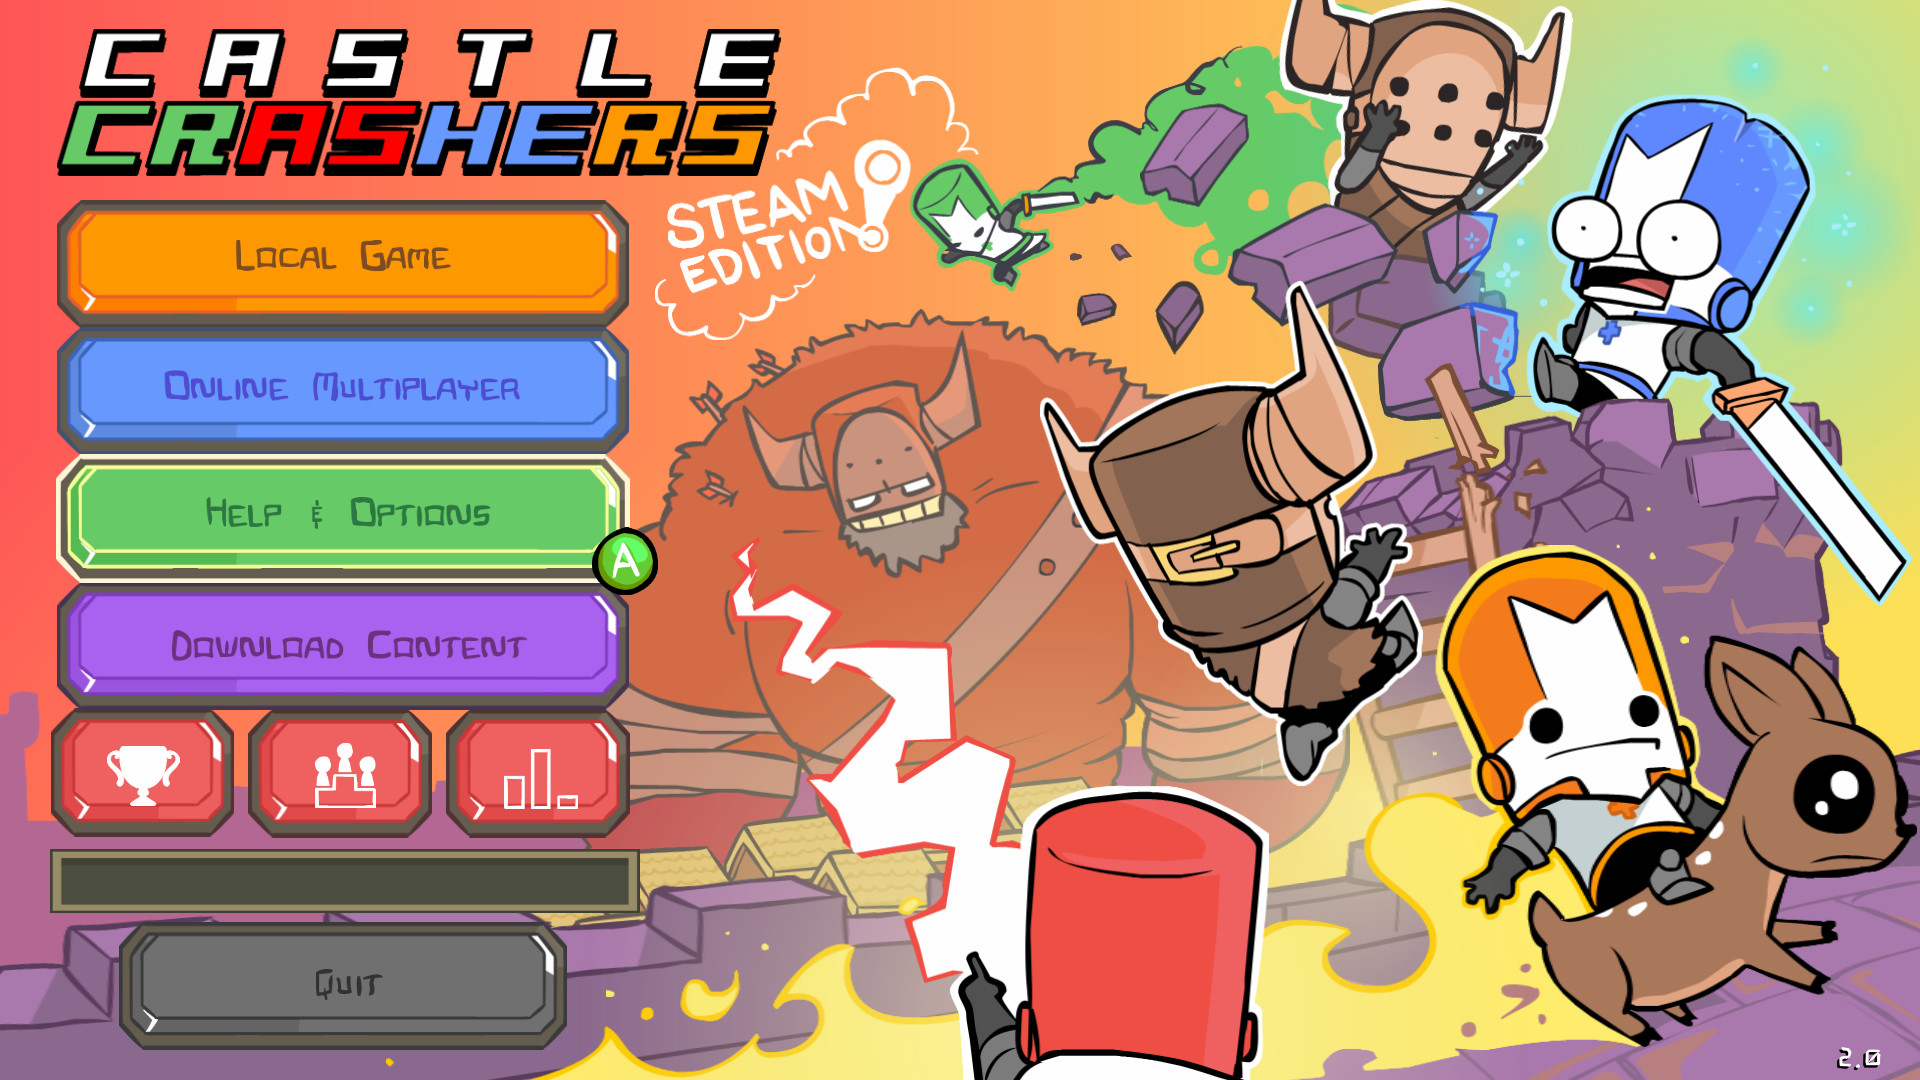 CASTLE
CRASHERS
STEAM
EDITION
LOCAL GAME
ONLINE MULTIPLAYER
HELP & OPTIONS
A
DOWNLOAD CONTENT
QUIT
2.0